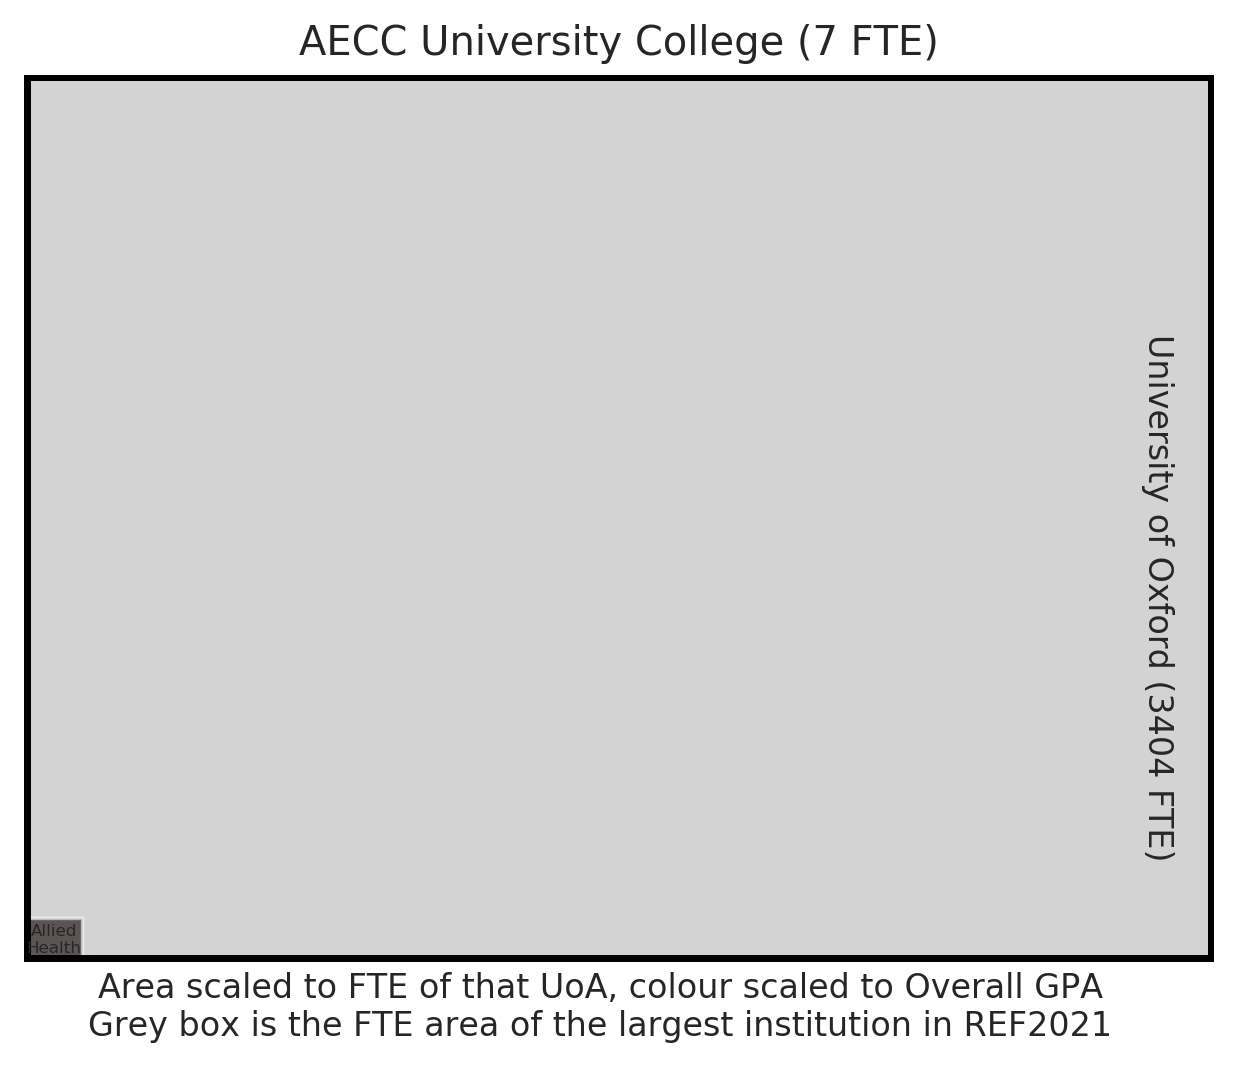 AECC University College (7 FTE)
University of Oxford (3404 FTE)
Allied
Health
Area scaled to FTE of that UoA, colour scaled to Overall GPA
Grey box is the FTE area of the largest institution in REF2021